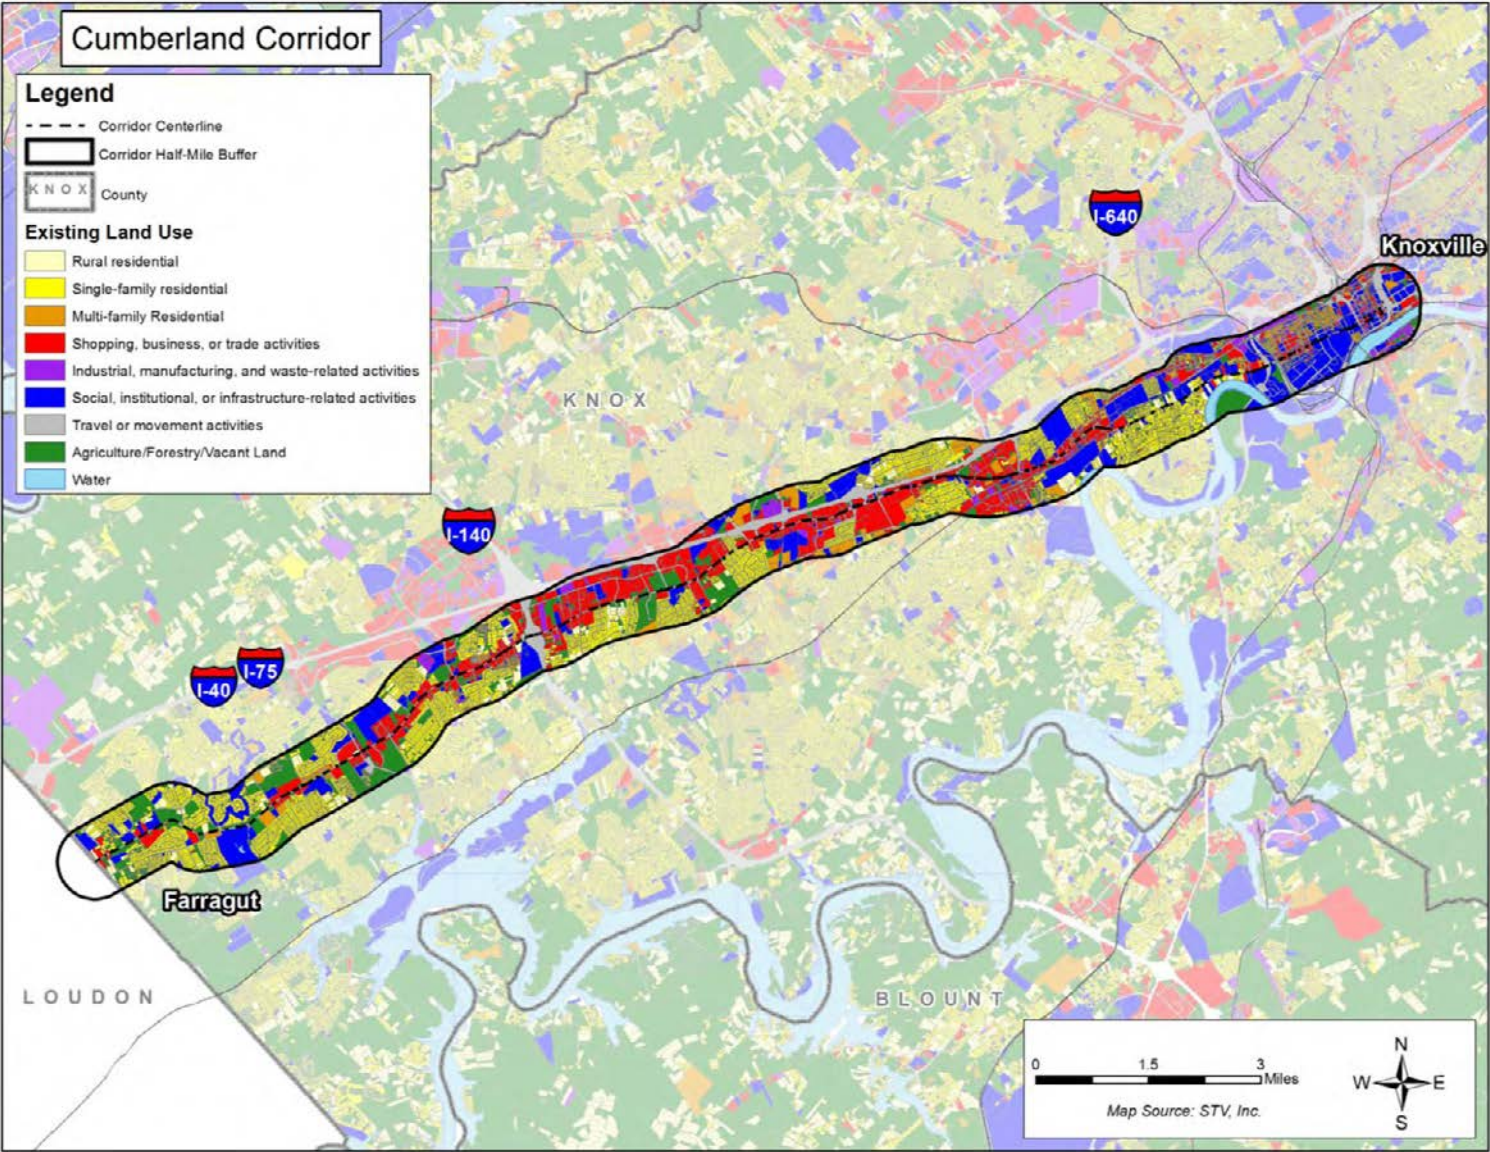 Cumberland Corridor
Legend
Corridor Centerline
Corridor Half-Mile Buffer
KNOX
County
Existing Land Use
Rural residential
Single-family residential
Multi-family Residential
Shopping, business, or trade activities
Industrial, manufacturing, and waste-related activities
Social, institutional, or infrastructure-related activities
Travel or movement activities
Agriculture/Forestry/Vacant Land
Water
I-640
Knoxville
KNOX
I-140
I-75
I-40
Farragut
LOUDON
BLOUNT
0 1.5 3
Miles
Map Source: STV, Inc.
N
W E
S